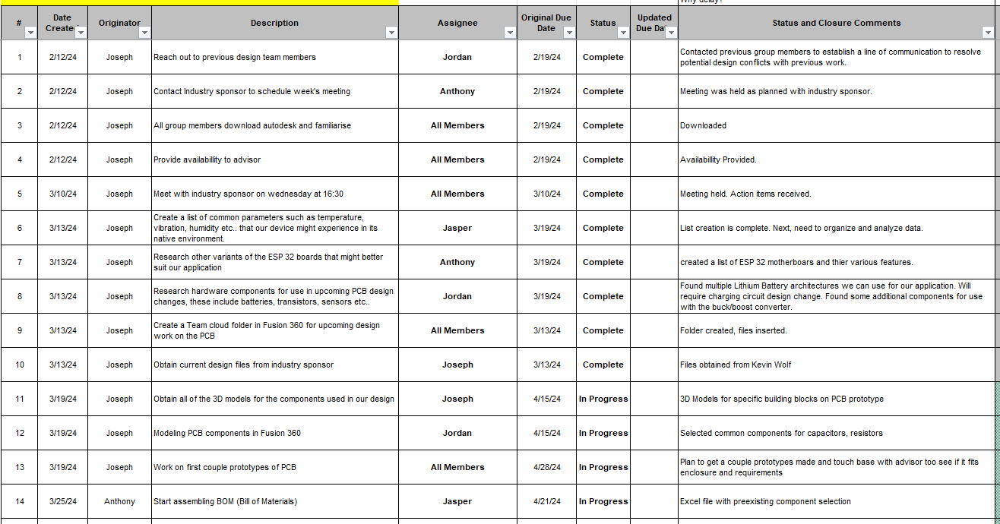 Why delay?
# Date Created Originator Description Assignee Original Due Date Status Updated Due Date Status and Closure Comments
1 2/12/24 Joseph Reach out to previous design team members Jordan 2/19/24 Complete Contacted previous group members to establish a line of communication to resolve
potential design conflicts with previous work.
2 2/12/24 Joseph Contact Industry sponsor to schedule week's meeting Anthony 2/19/24 Complete Meeting was held as planned with industry sponsor.
3 2/12/24 Joseph All group members download autodesk and familiarise All Members 2/19/24 Complete Downloaded
4 2/12/24 Joseph Provide availabillity to advisor All Members 2/19/24 Complete Availabillity Provided.
5 3/10/24 Joseph Meet with industry sponsor on wednesday at 16:30 All Members 3/10/24 Complete Meeting held. Action items received.
6 3/13/24 Joseph Create a list of common parameters such as temperature,
vibration, humidity etc.. that our device might experience in its
native environment. Jasper 3/19/24 Complete List creation is complete. Next, need to organize and analyze data.
7 3/13/24 Joseph Research other variants of the ESP 32 boards that might better
suit our application Anthony 3/19/24 Complete created a list of ESP 32 motherboars and thier various features.
8 3/13/24 Joseph Research hardware components for use in upcoming PCB design
changes, these include batteries, transistors, sensors etc.. Jordan 3/19/24 Complete Found multiple Lithium Battery architectures we can use for our application. Will
require charging circuit design change. Found some additional components for use
with the buck/boost converter.
9 3/13/24 Joseph Create a Team cloud folder in Fusion 360 for upcoming design
work on the PCB All Members 3/13/24 Complete Folder created, files inserted.
10 3/13/24 Joseph Obtain current design files from industry sponsor Joseph 3/13/24 Complete Files obtained from Kevin Wolf
11 3/19/24 Joseph Obtain all of the 3D models for the components used in our design Joseph 4/15/24 In Progress 3D Models for specific building blocks on PCB prototype
12 3/19/24 Joseph Modeling PCB components in Fusion 360 Jordan 4/15/24 In Progress Selected common components for capacitors, resistors
13 3/19/24 Joseph Work on first couple prototypes of PCB All Members 4/28/24 In Progress Plan to get a couple prototypes made and touch base with advisor too see if it fits
enclosure and requirements
14 3/25/24 Anthony Start assembling BOM (Bill of Materials) Jasper 4/21/24 In Progress Excel file with preexisting component selection